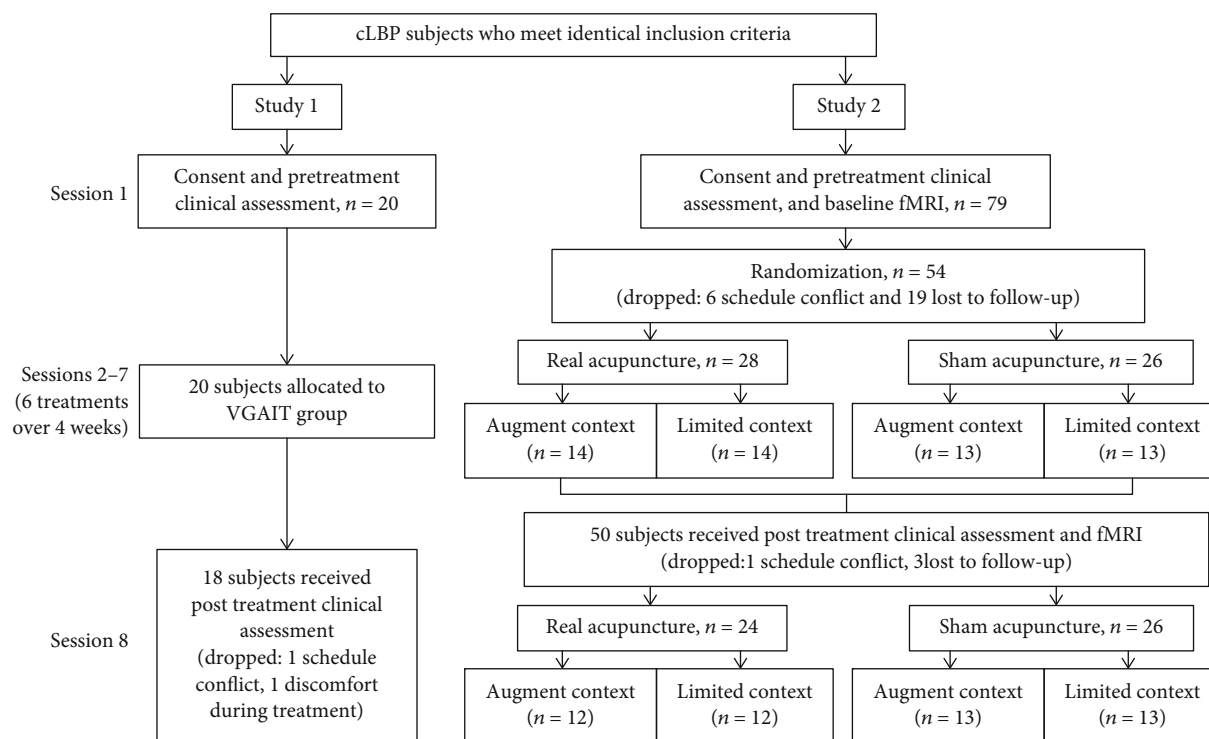 cLBP subjects who meet identical inclusion criteria
Study 1
Study 2
Session 1
Consent and pretreatment
clinical assessment, n = 20
Consent and pretreatment clinical
assessment, and baseline fMRI, n = 79
Randomization, n = 54
(dropped: 6 schedule conflict and 19 lost to follow-up)
Real acupuncture, n = 28
Sham acupuncture, n = 26
Sessions 2–7
(6 treatments
over 4 weeks)
20 subjects allocated to
VGAIT group
Augment context
(n = 14)
Limited context
(n = 14)
Augment context
(n = 13)
Limited context
(n = 13)
50 subjects received post treatment clinical assessment and fMRI
(dropped:1 schedule conflict, 3lost to follow-up)
Session 8
18 subjects received
post treatment clinical
assessment
(dropped: 1 schedule
conflict, 1 discomfort
during treatment)
Real acupuncture, n = 24
Sham acupuncture, n = 26
Augment context
(n = 12)
Limited context
(n = 12)
Augment context
(n = 13)
Limited context
(n = 13)